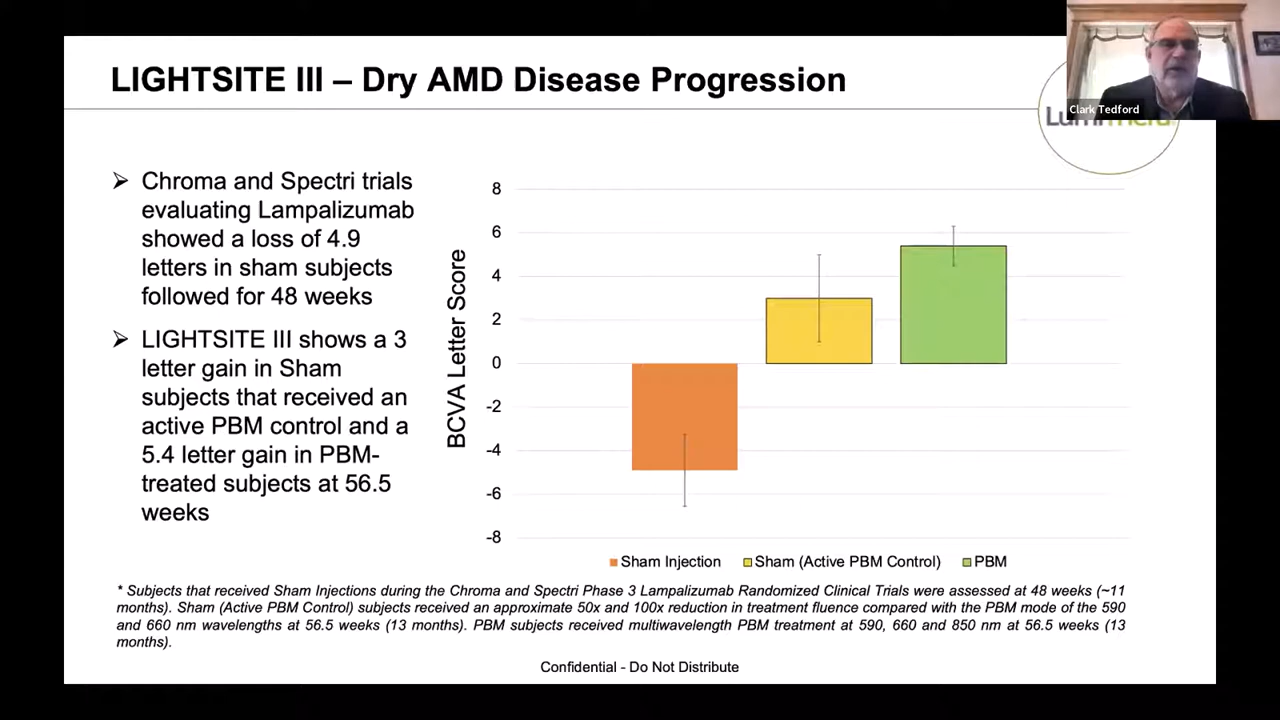 LIGHTSITE III – Dry AMD Disease Progression
Clark Tedford
➢ Chroma and Spectri trials
evaluating Lampalizumab
showed a loss of 4.9
letters in sham subjects
followed for 48 weeks
➢ LIGHTSITE III shows a 3
letter gain in Sham
subjects that received an
active PBM control and a
5.4 letter gain in PBM-
treated subjects at 56.5
weeks
BCVA Letter Score
8
6
4
2
0
-2
-4
-6
-8
Sham Injection
Sham (Active PBM Control)
PBM
* Subjects that received Sham Injections during the Chroma and Spectri Phase 3 Lampalizumab Randomized Clinical Trials were assessed at 48 weeks (~11
months). Sham (Active PBM Control) subjects received an approximate 50x and 100x reduction in treatment fluence compared with the PBM mode of the 590
and 660 nm wavelengths at 56.5 weeks (13 months). PBM subjects received multiwavelength PBM treatment at 590, 660 and 850 nm at 56.5 weeks (13
months).
Confidential - Do Not Distribute